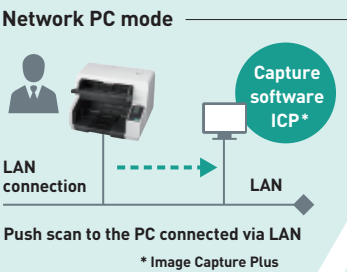 Network PC mode
Capture
software
ICP*
LAN
connection
LAN
Push scan to the PC connected via LAN
* Image Capture Plus